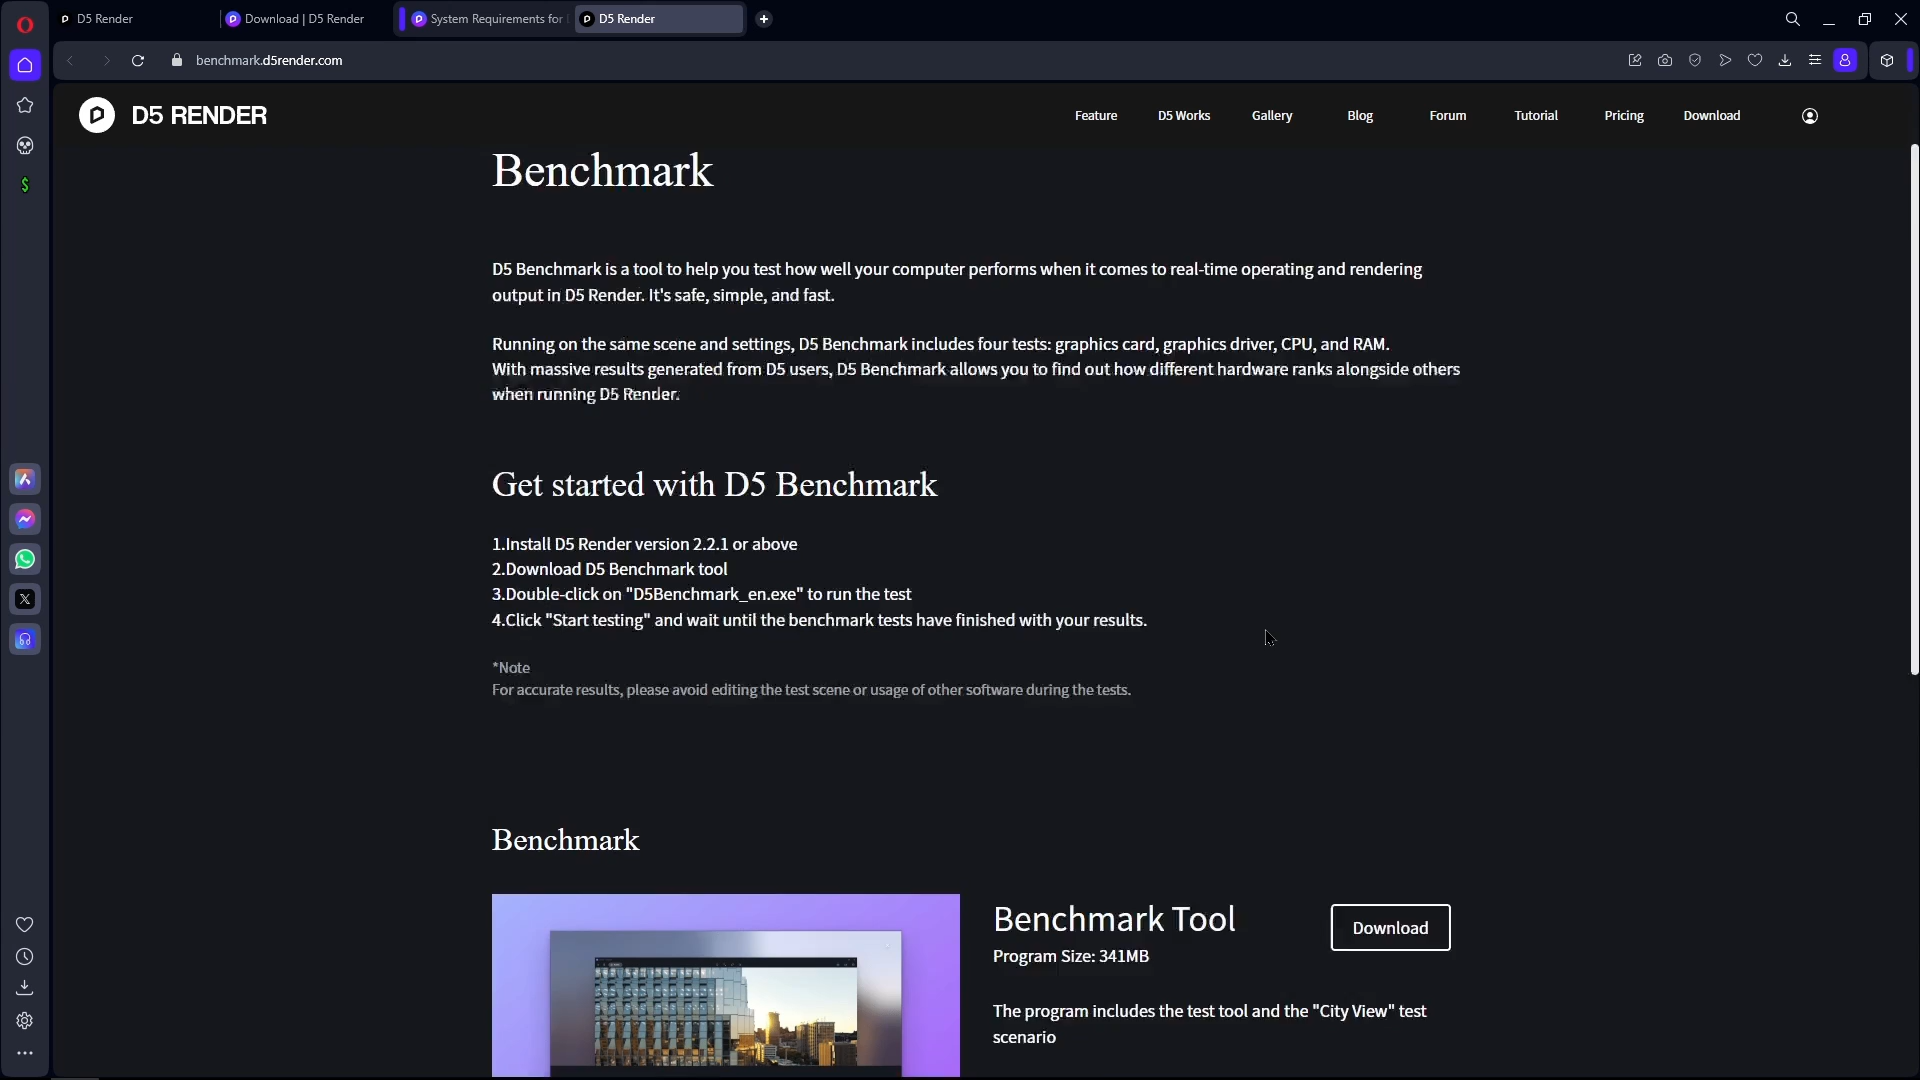 D5 Render
Download | D5 Render
System Requirements for
D5 Render
benchmark.d5render.com
D5 RENDER
Feature
D5 Works
Gallery
Blog
Forum
Tutorial
Pricing
Download
Benchmark
D5 Benchmark is a tool to help you test how well your computer performs when it comes to real-time operating and rendering
output in D5 Render. It's safe, simple, and fast.
Running on the same scene and settings, D5 Benchmark includes four tests: graphics card, graphics driver, CPU, and RAM.
With massive results generated from D5 users, D5 Benchmark allows you to find out how different hardware ranks alongside others
when running D5 Render.
Get started with D5 Benchmark
1.Install D5 Render version 2.2.1 or above
2.Download D5 Benchmark tool
3.Double-click on "D5Benchmark_en.exe" to run the test
4.Click "Start testing" and wait until the benchmark tests have finished with your results.
*Note
For accurate results, please avoid editing the test scene or usage of other software during the tests.
Benchmark
Benchmark Tool
Download
Program Size: 341MB
The program includes the test tool and the "City View" test
scenario